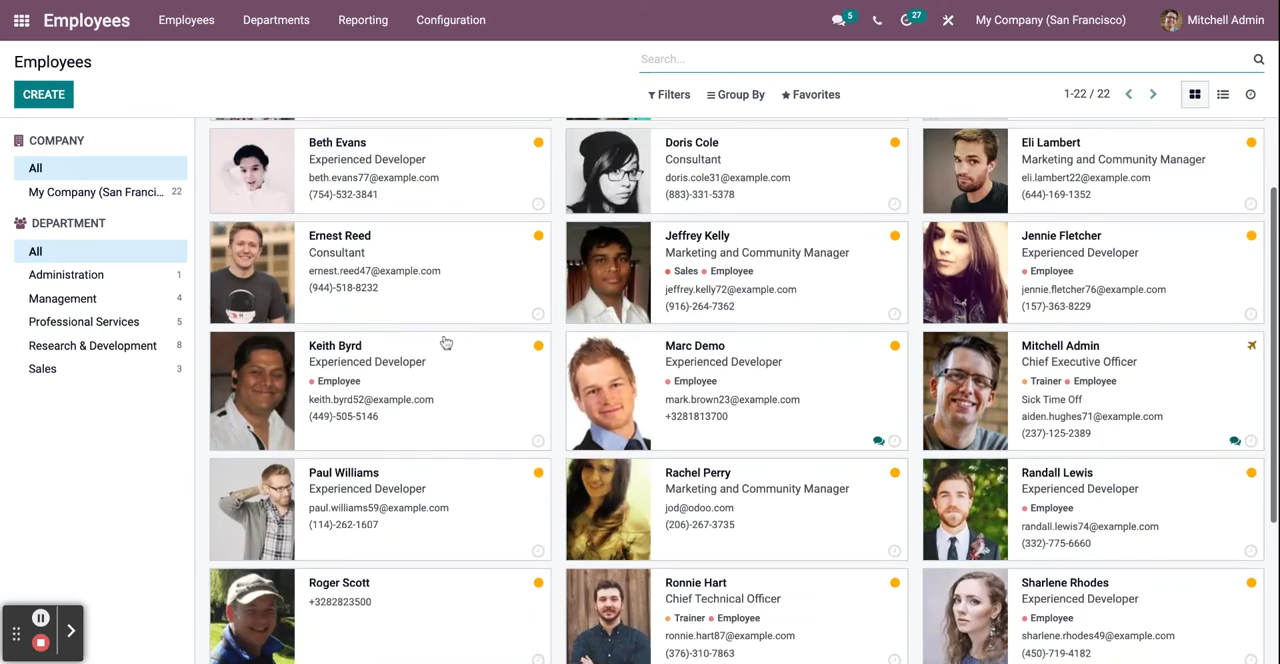 Employees Employees Departments Reporting Configuration 5 27 My Company (San Francisco) Mitchell Admin
Employees
Search...
CREATE
Filters Group By Favorites 1-22 / 22
COMPANY
All
My Company (San Franci... 22
DEPARTMENT
All
Administration 1
Management 4
Professional Services 5
Research & Development 8
Sales 3
Beth Evans
Experienced Developer
beth.evans77@example.com
(754)-532-3841
Doris Cole
Consultant
doris.cole31@example.com
(883)-331-5378
Eli Lambert
Marketing and Community Manager
eli.lambert22@example.com
(644)-169-1352
Ernest Reed
Consultant
ernest.reed47@example.com
(944)-518-8232
Jeffrey Kelly
Marketing and Community Manager
Sales Employee
jeffrey.kelly72@example.com
(916)-264-7362
Jennie Fletcher
Experienced Developer
Employee
jennie.fletcher76@example.com
(157)-363-8229
Keith Byrd
Experienced Developer
Employee
keith.byrd52@example.com
(449)-505-5146
Marc Demo
Experienced Developer
Employee
mark.brown23@example.com
+3281813700
Mitchell Admin
Chief Executive Officer
Trainer Employee
Sick Time Off
aiden.hughes71@example.com
(237)-125-2389
Paul Williams
Experienced Developer
paul.williams59@example.com
(114)-262-1607
Rachel Perry
Marketing and Community Manager
jod@odoo.com
(206)-267-3735
Randall Lewis
Experienced Developer
Employee
randall.lewis74@example.com
(332)-775-6660
Roger Scott
+3282823500
Ronnie Hart
Chief Technical Officer
Trainer Employee
ronnie.hart87@example.com
(376)-310-7863
Sharlene Rhodes
Experienced Developer
Employee
sharlene.rhodes49@example.com
(450)-719-4182